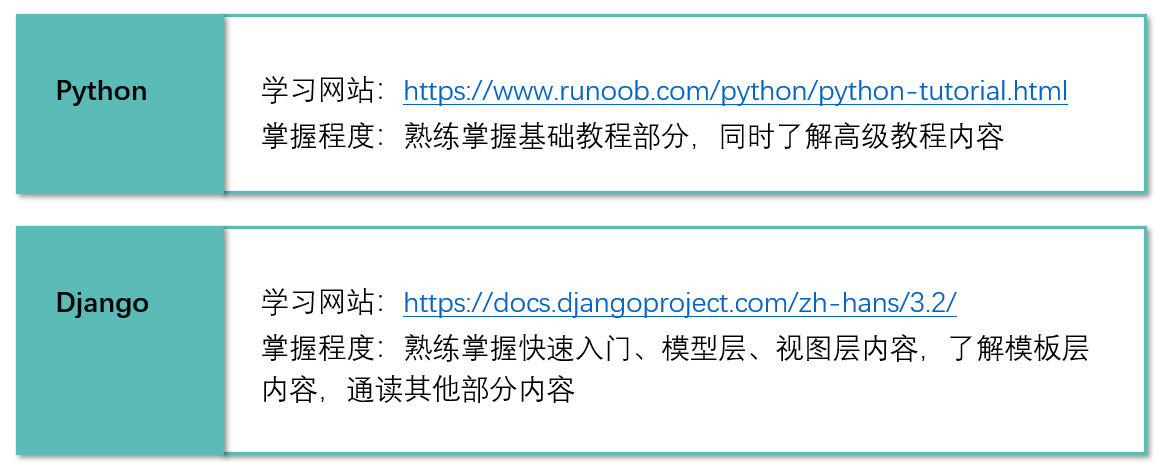 Python
学习网站：https://www.runoob.com/python/python-tutorial.html
掌握程度：熟练掌握基础教程部分，同时了解高级教程内容
Django
学习网站：https://docs.djangoproject.com/zh-hans/3.2/
掌握程度：熟练掌握快速入门、模型层、视图层内容，了解模板层
内容，通读其他部分内容